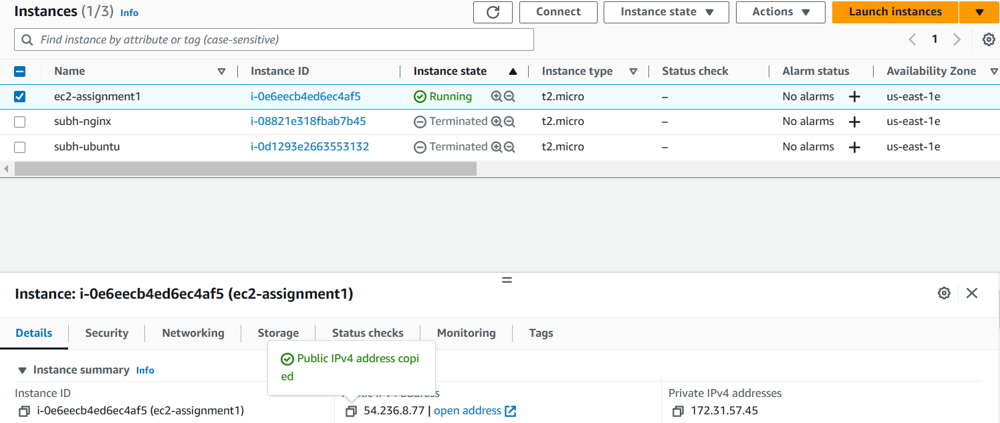 Instances (1/3) Info Connect Instance state Actions Launch instances
Find instance by attribute or tag (case-sensitive) 1
Name Instance ID Instance state Instance type Status check Alarm status Availability Zone
ec2-assignment1 i-0e6eecb4ed6ec4af5 Running t2.micro – No alarms + us-east-1e
subh-nginx i-08821e318fbab7b45 Terminated t2.micro – No alarms + us-east-1e
subh-ubuntu i-0d1293e2663553132 Terminated t2.micro – No alarms + us-east-1e
Instance: i-0e6eecb4ed6ec4af5 (ec2-assignment1)
Details Security Networking Storage Status checks Monitoring Tags
Public IPv4 address copi
ed
Instance summary Info
Instance ID address Private IPv4 addresses
i-0e6eecb4ed6ec4af5 (ec2-assignment1) 54.236.8.77 | open address 172.31.57.45